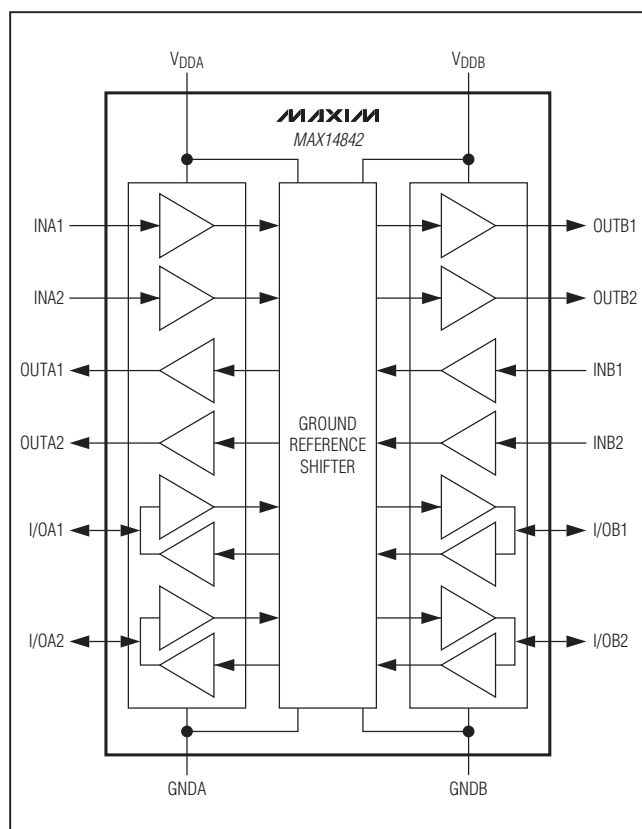 VDDA
VDDB
MAXIM
MAX14842
INA1
OUTB1
INA2
OUTB2
OUTA1
INB1
OUTA2
INB2
GROUND
REFERENCE
SHIFTER
I/OA1
I/OB1
I/OA2
I/OB2
GNDA
GNDB